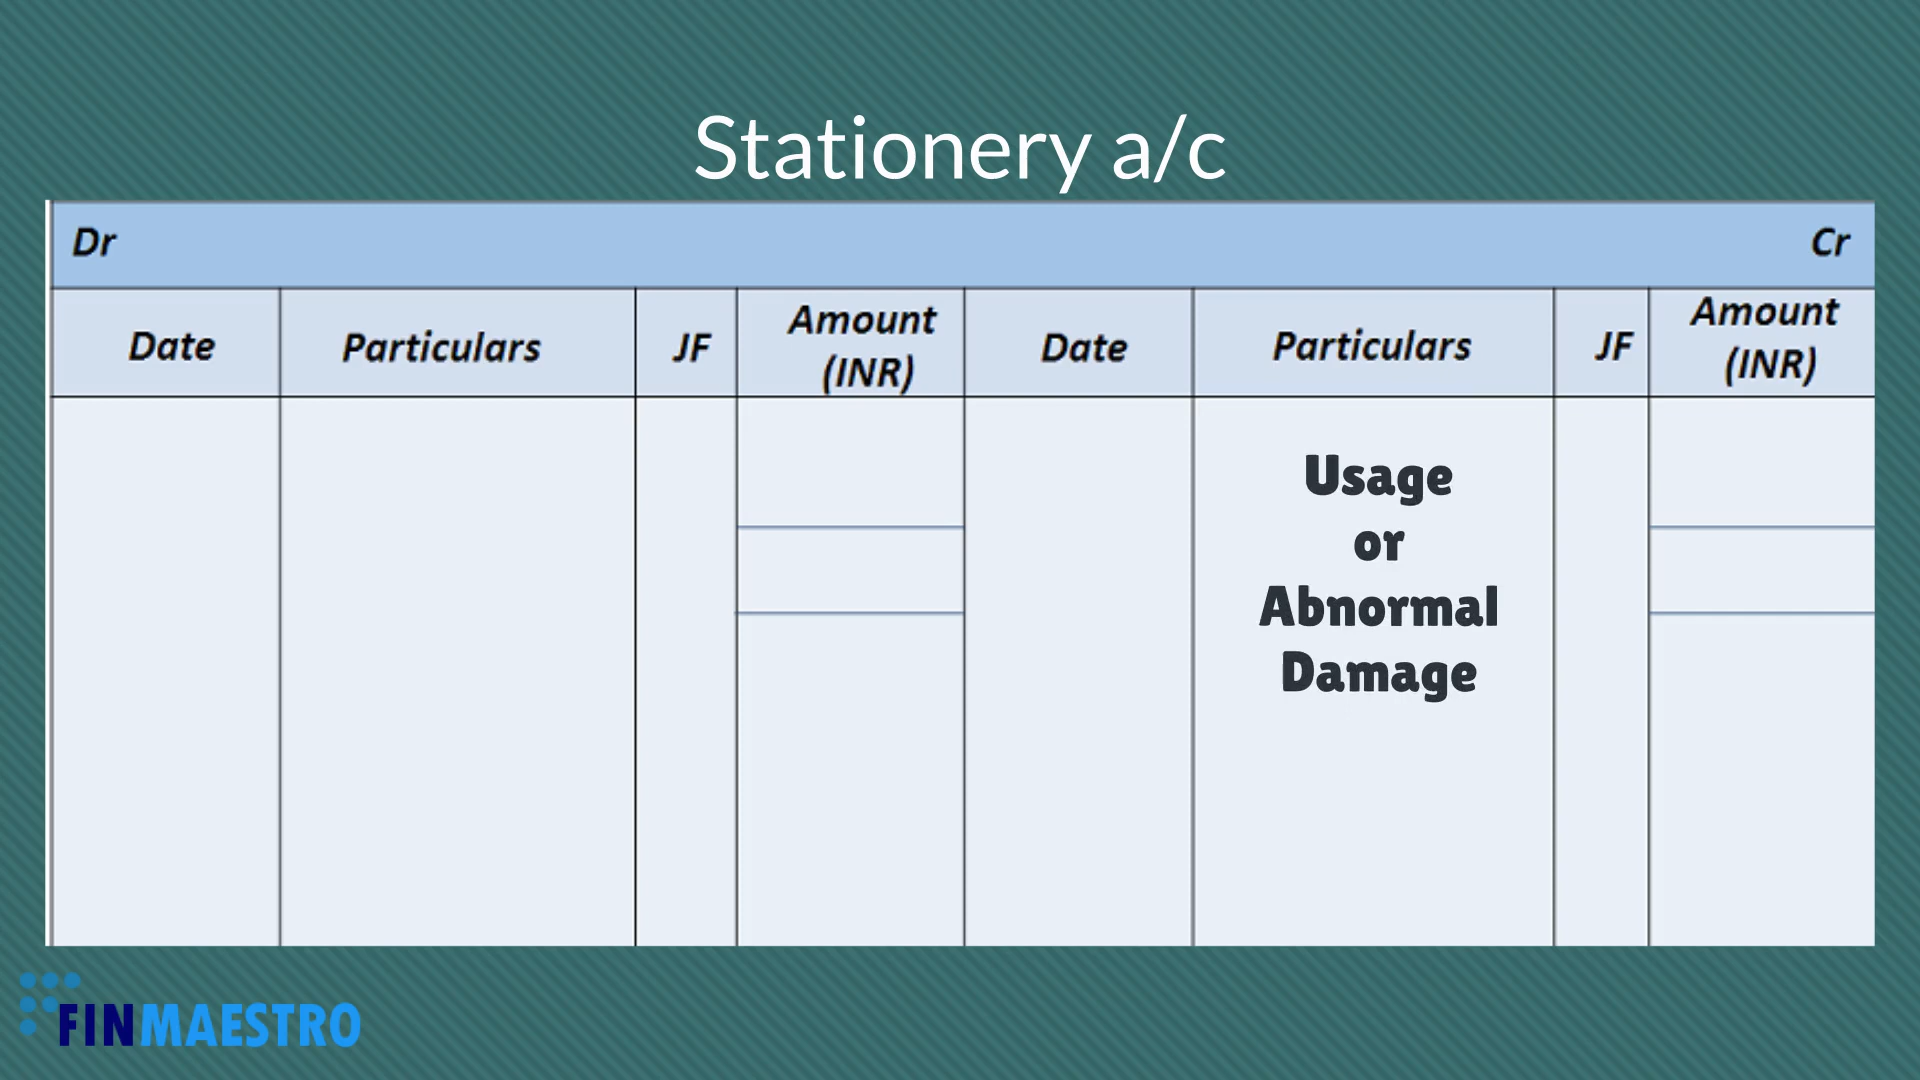 Stationery a/c
Dr Cr
Date Particulars JF Amount (INR) Date Particulars JF Amount (INR)
Usage
or
Abnormal
Damage
FINMAESTRO